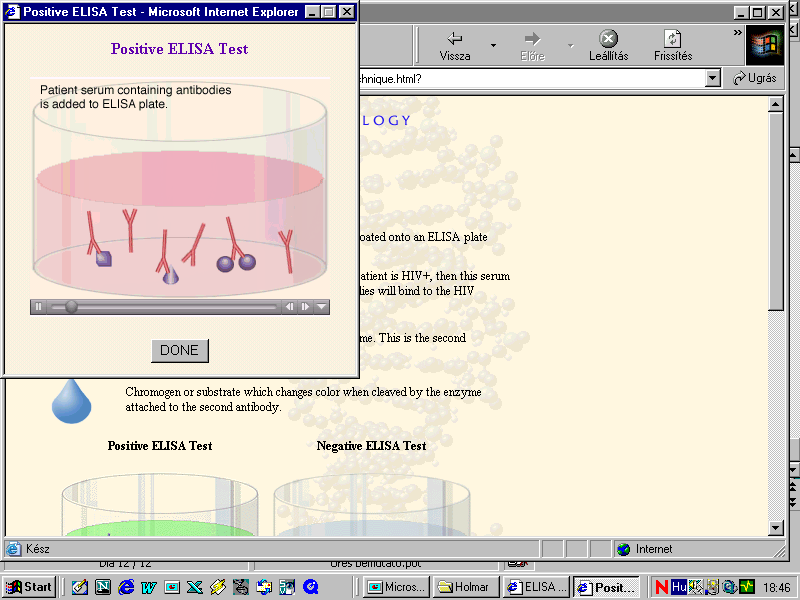 Positive ELISA Test - Microsoft Internet Explorer
Positive ELISA Test
Patient serum containing antibodies
is added to ELISA plate.
DONE
Vissza
Előre
Leállítás
Frissítés
»
chnique.html?
Ugrás
LOGY
oated onto an ELISA plate
atient is HIV+, then this serum
lies will bind to the HIV
me. This is the second
Chromogen or substrate which changes color when cleaved by the enzyme
attached to the second antibody.
Positive ELISA Test
Negative ELISA Test
Kész
Internet
Dia 12 / 12
Üres bemutató.pot
Start
Micros...
Holmar
ELISA ...
Posit...
Hu
18:46